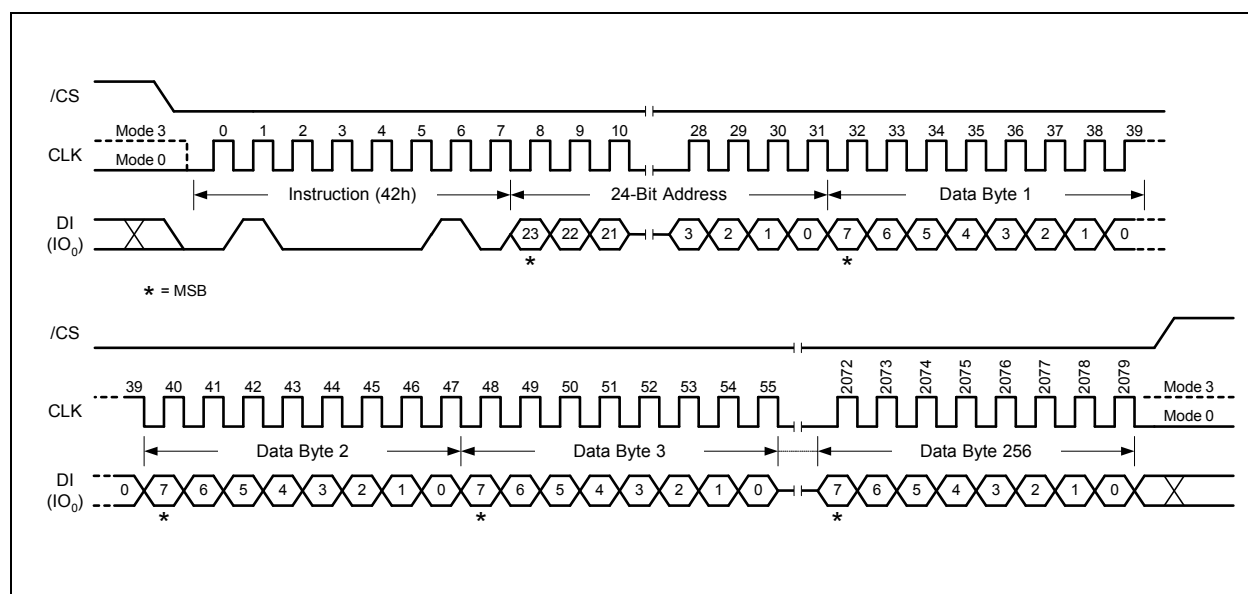 /CS
Mode 3 0 1 2 3 4 5 6 7 8 9 10 28 29 30 31 32 33 34 35 36 37 38 39
CLK
Mode 0
Instruction (42h) 24-Bit Address Data Byte 1
DI
(IO0) 23 22 21 3 2 1 0 7 6 5 4 3 2 1 0
* *
* = MSB
/CS
39 40 41 42 43 44 45 46 47 48 49 50 51 52 53 54 55 2072 2073 2074 2075 2076 2077 2078 2079 Mode 3
CLK
Mode 0
Data Byte 2 Data Byte 3 Data Byte 256
DI
(IO0) 0 7 6 5 4 3 2 1 0 7 6 5 4 3 2 1 0 7 6 5 4 3 2 1 0
* * *